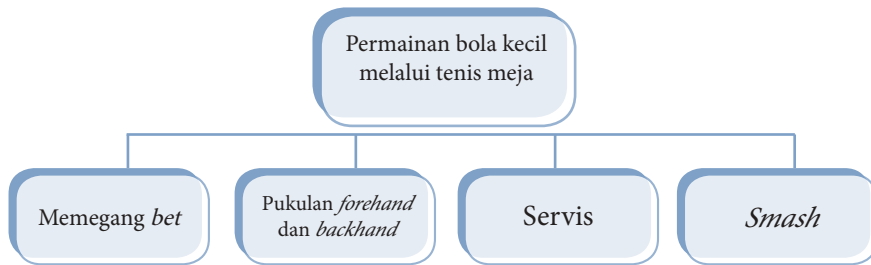 Permainan bola kecil
melalui tenis meja
Memegang bet
Pukulan forehand
dan backhand
Servis
Smash